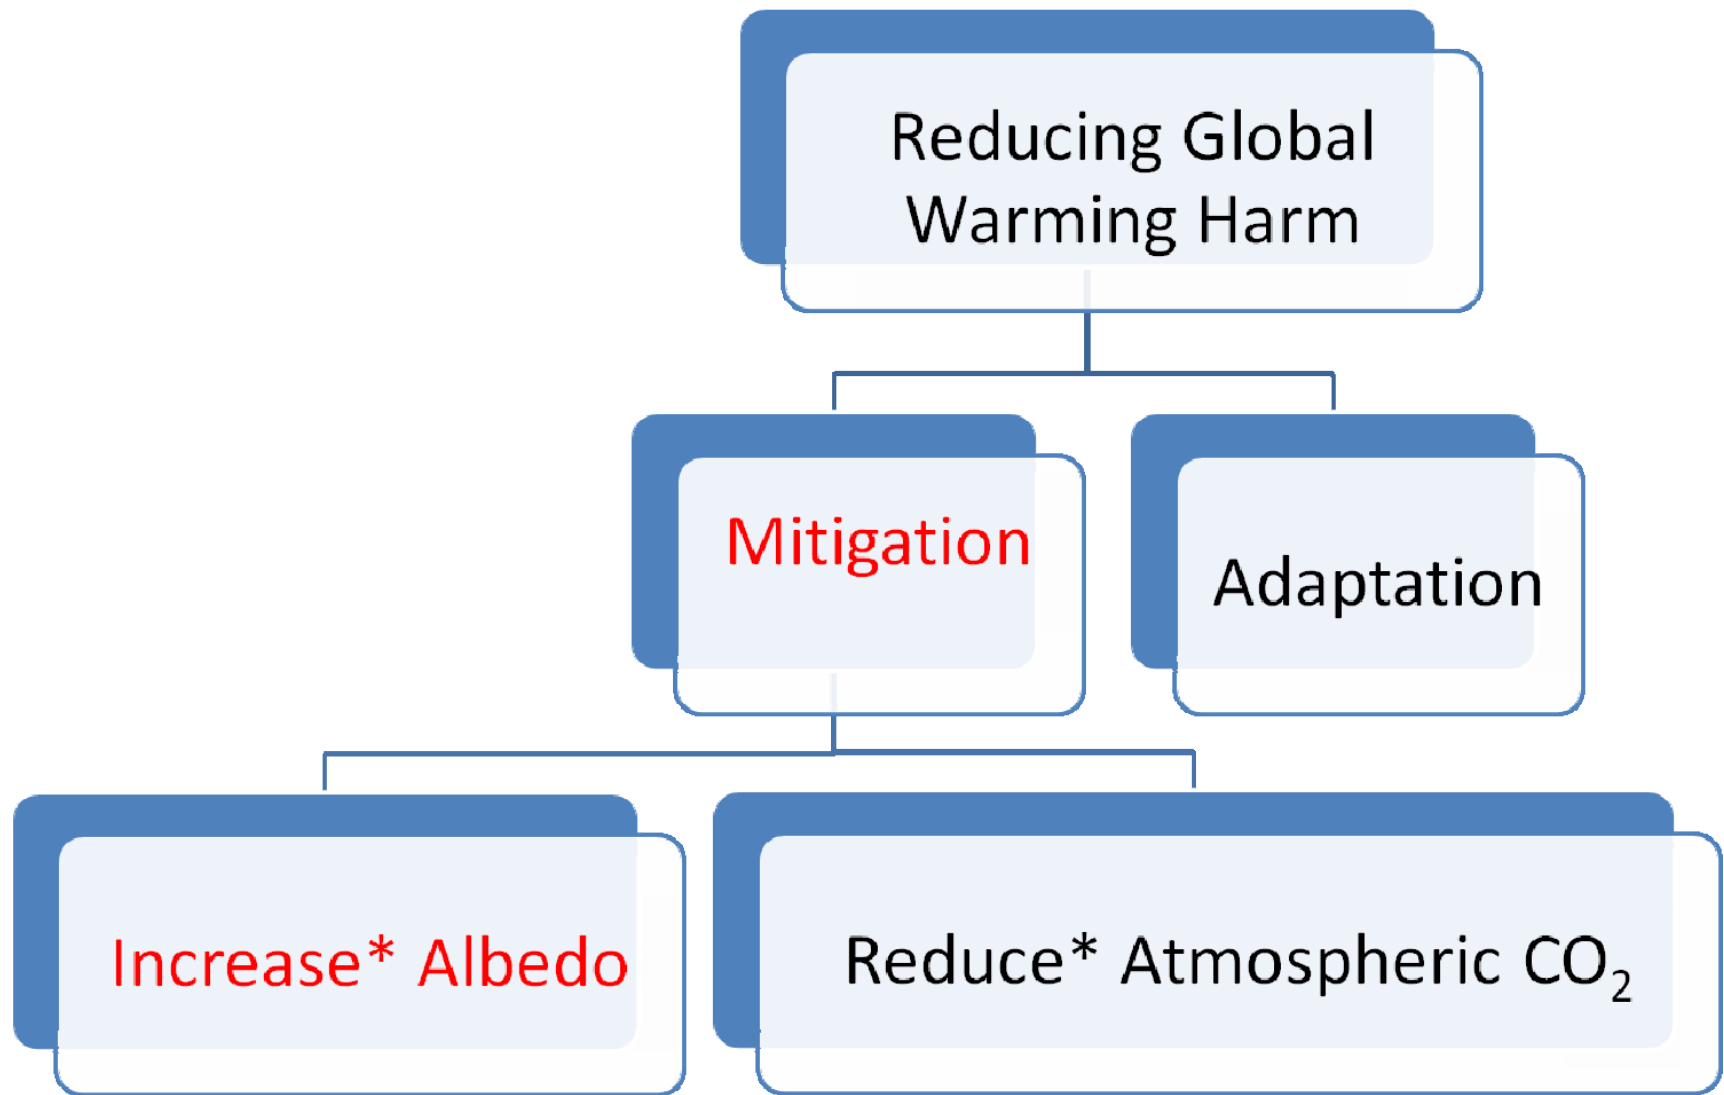 Reducing Global
Warming Harm
Mitigation
Adaptation
Increase* Albedo
Reduce* Atmospheric CO₂